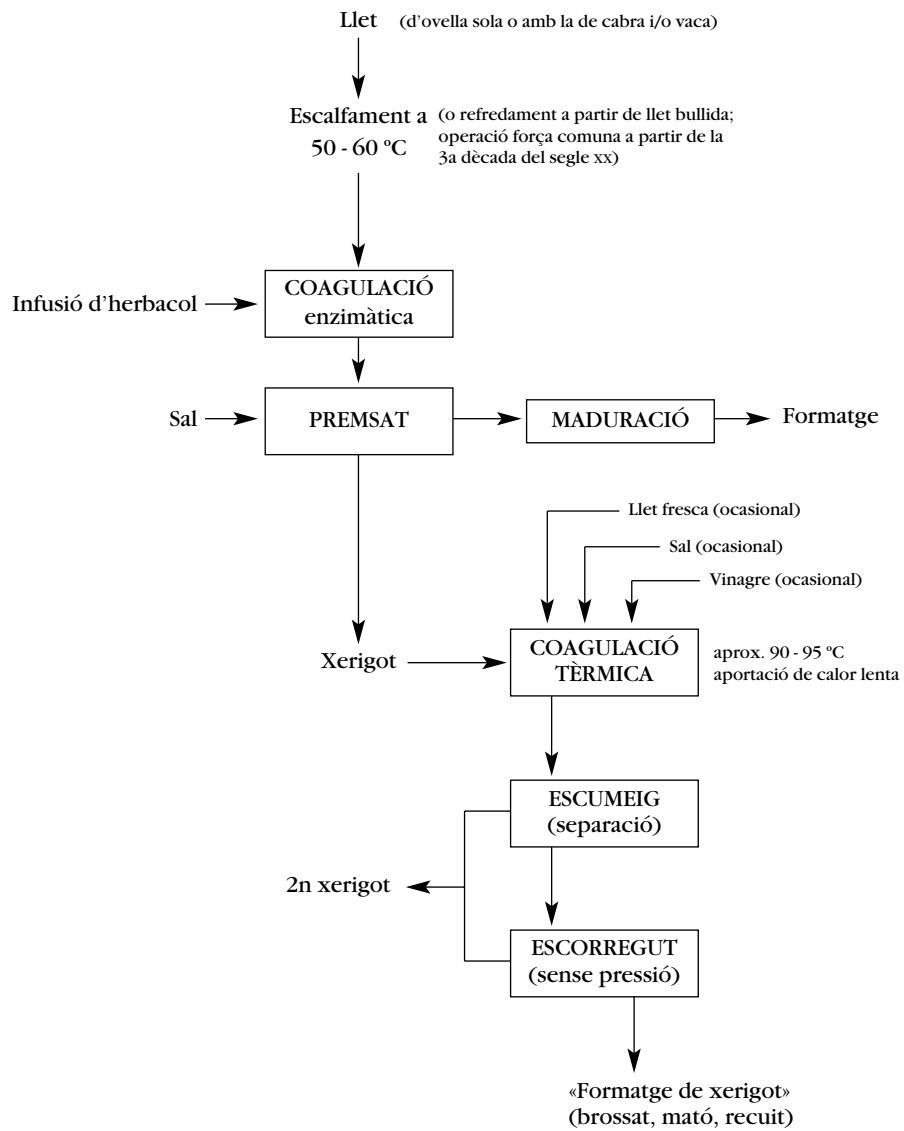 Llet (d'ovella sola o amb la de cabra i/o vaca)
Escalfament a
50 - 60 ºC
(o refredament a partir de llet bullida;
operació força comuna a partir de la
3a dècada del segle XX)
Infusió d'herbacol
COAGULACIÓ
enzimàtica
Sal
PREMSAT
MADURACIÓ
Formatge
Llet fresca (ocasional)
Sal (ocasional)
Vinagre (ocasional)
Xerigot
COAGULACIÓ
TÈRMICA
aprox. 90 - 95 ºC
aportació de calor lenta
ESCUMEIG
(separació)
2n xerigot
ESCORREGUT
(sense pressió)
«Formatge de xerigot»
(brossat, mató, recuit)